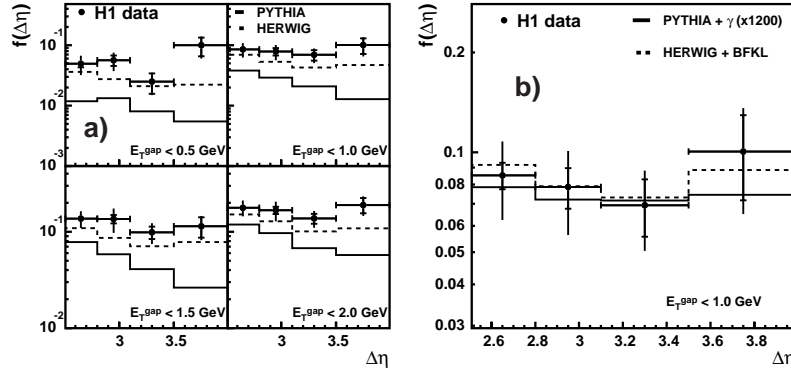 f(Δη)
H1 data
PYTHIA
HERWIG
10⁻¹
10⁻²
10⁻³
a)
E_T^gap < 0.5 GeV
E_T^gap < 1.0 GeV
10⁻¹
10⁻²
E_T^gap < 1.5 GeV
E_T^gap < 2.0 GeV
3 3.5 3 3.5
Δη
f(Δη)
H1 data
PYTHIA + γ (x1200)
HERWIG + BFKL
b)
0.2
0.1
0.08
0.06
0.05
0.04
0.03
E_T^gap < 1.0 GeV
2.6 2.8 3 3.2 3.4 3.6 3.8 4
Δη